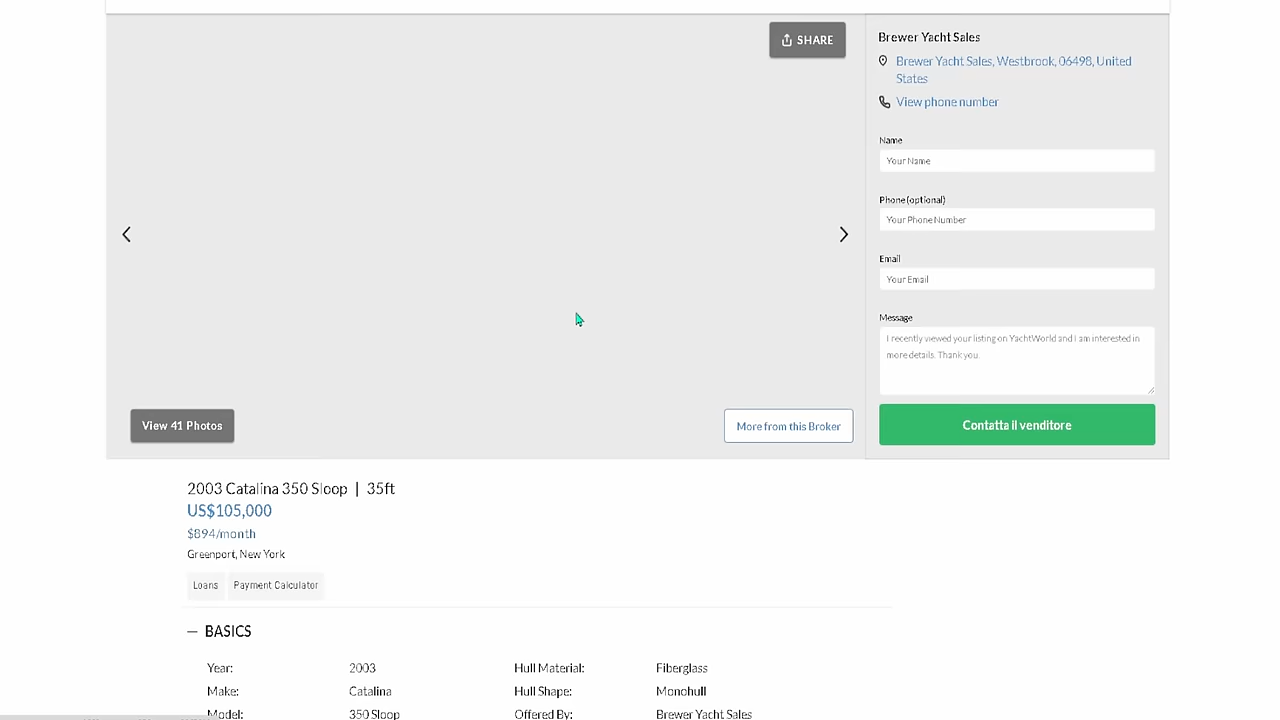 SHARE
Brewer Yacht Sales
Brewer Yacht Sales, Westbrook, 06498, United
States
View phone number
Name
Your Name
Phone (optional)
Your Phone Number
Email
Your Email
Message
I recently viewed your listing on YachtWorld and I am interested in
more details. Thank you.
View 41 Photos
More from this Broker
Contatta il venditore
2003 Catalina 350 Sloop | 35ft
US$105,000
$894/month
Greenport, New York
Loans Payment Calculator
— BASICS
Year: 2003 Hull Material: Fiberglass
Make: Catalina Hull Shape: Monohull
Model: 350 Sloop Offered By: Brewer Yacht Sales